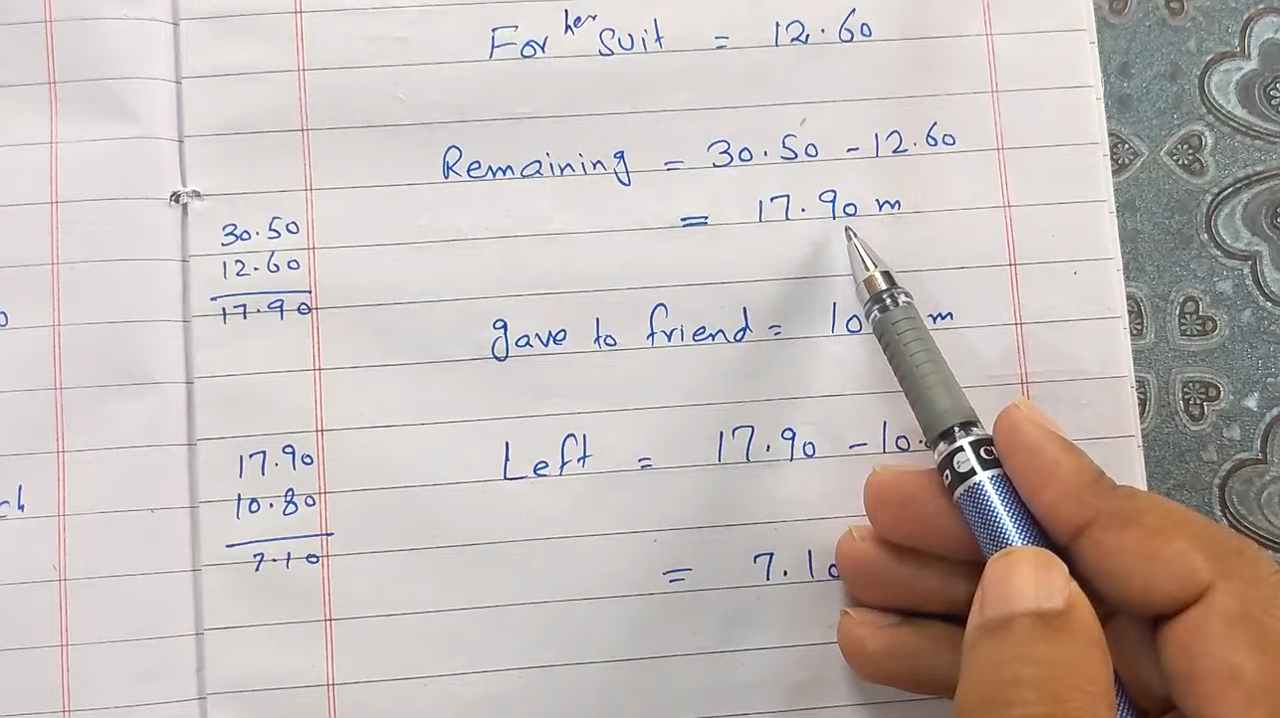 For her suit = 12.60
Remaining = 30.50 - 12.60
= 17.90 m
30.50
12.60
17.90
gave to friend = 10 m
Left = 17.90 - 10.
17.90
10.80
7.10
= 7.10